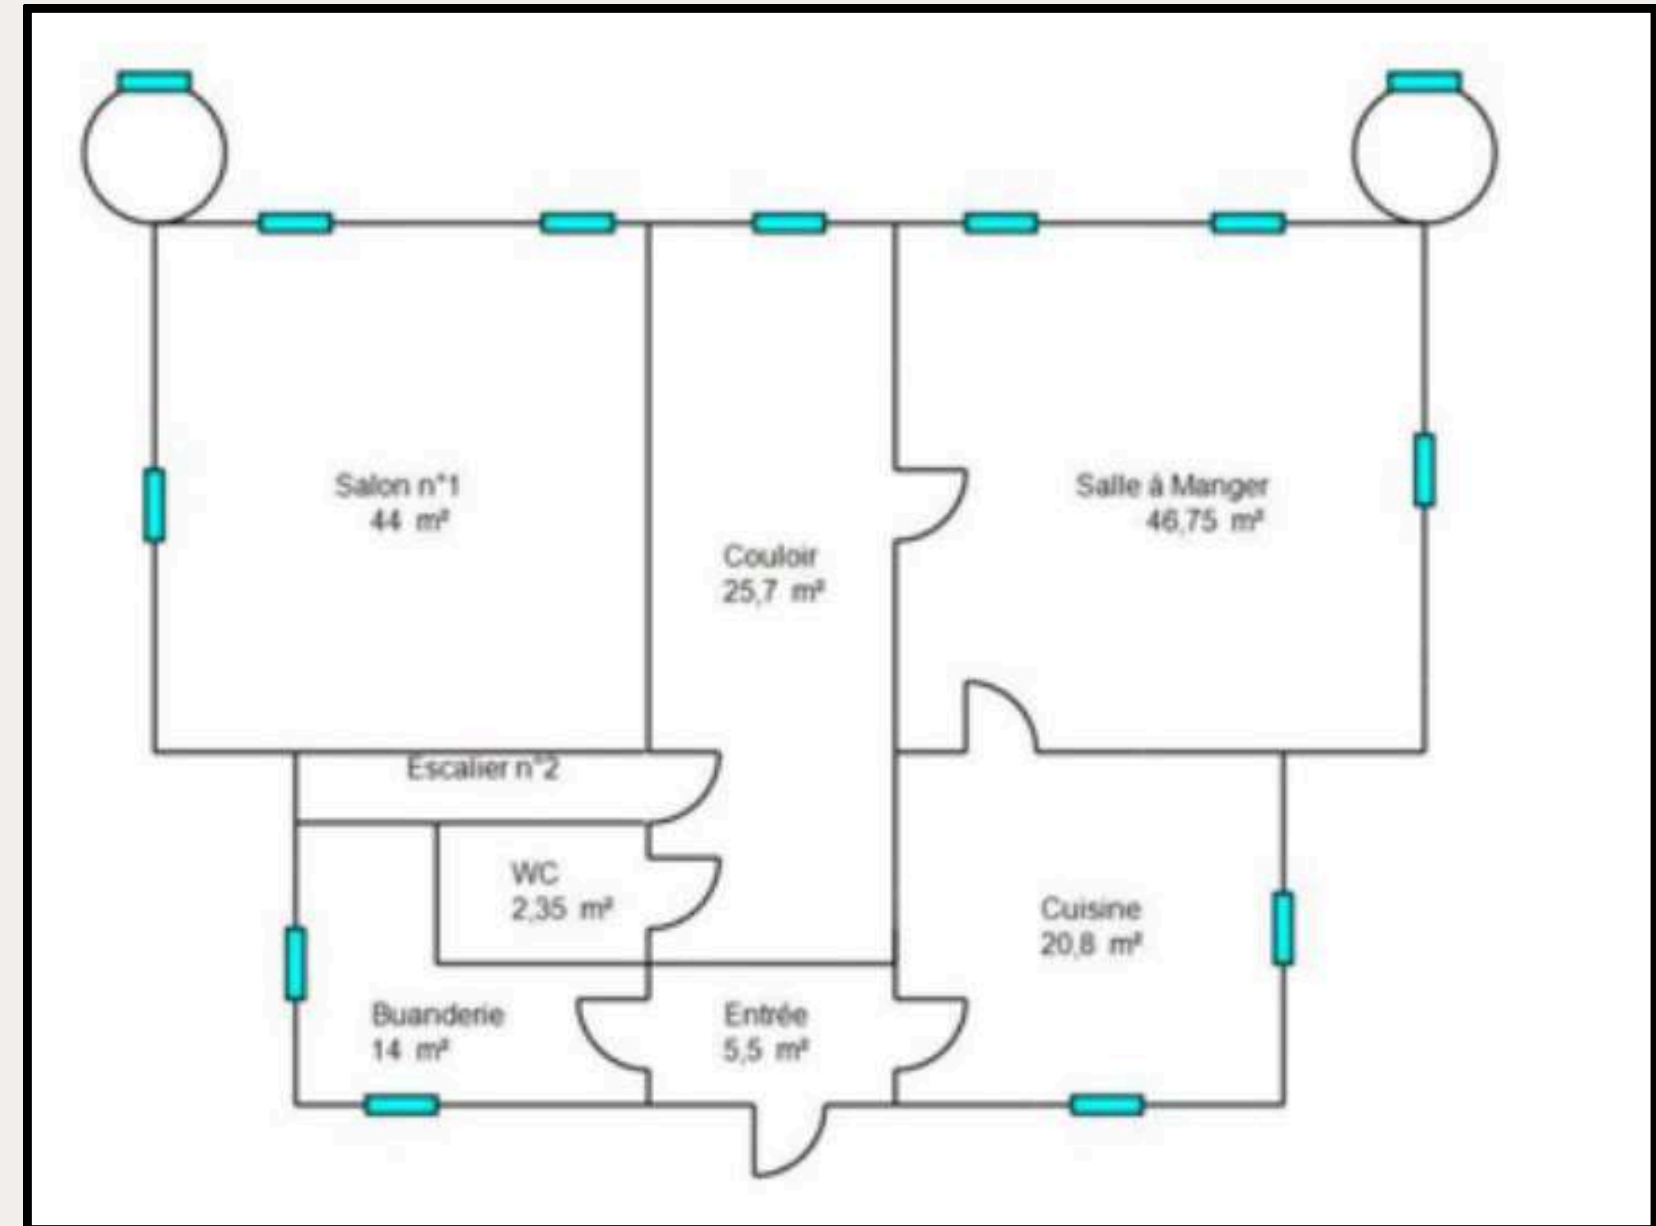 Salon n°1
44 m²
Salle à Manger
46,75 m²
Couloir
25,7 m²
Escalier n°2
WC
2,35 m²
Cuisine
20,8 m²
Buanderie
14 m²
Entrée
5,5 m²